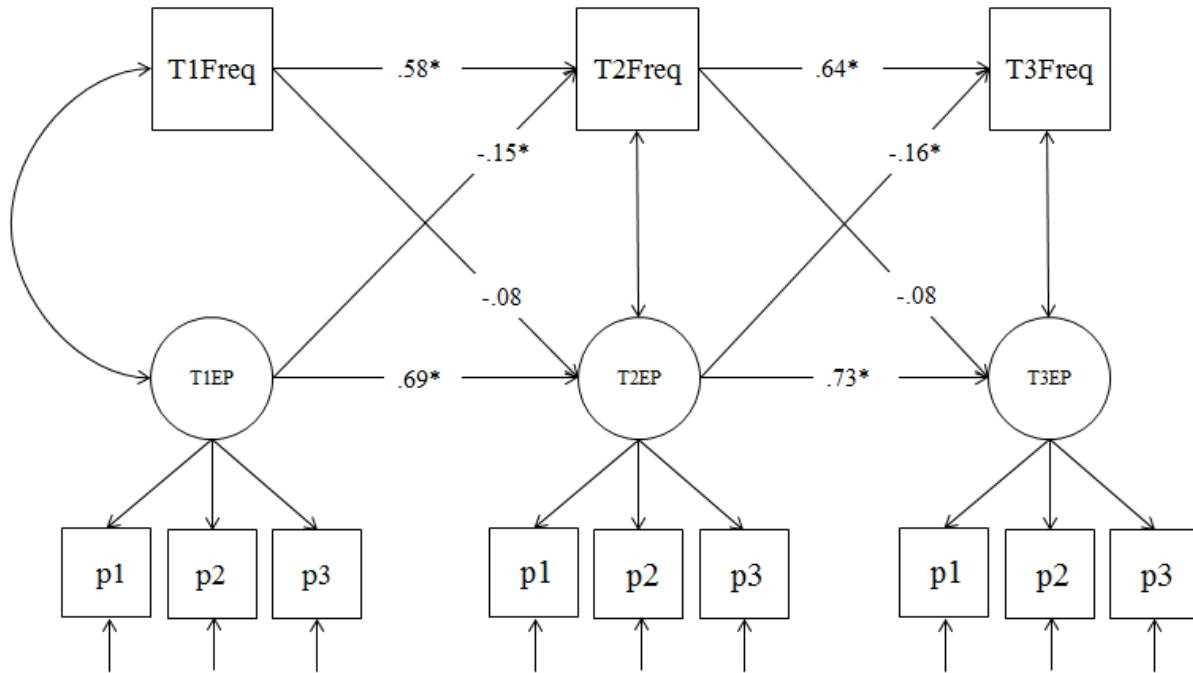 T1Freq
.58*
T2Freq
.64*
T3Freq
-.15*
-.16*
-.08
-.08
T1EP
.69*
T2EP
.73*
T3EP
p1
p2
p3
p1
p2
p3
p1
p2
p3